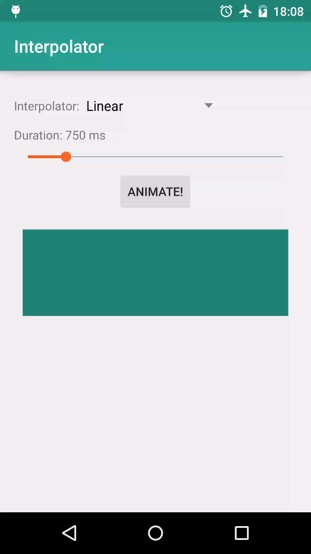 18:08
Interpolator
Interpolator: Linear
Duration: 750 ms
ANIMATE!